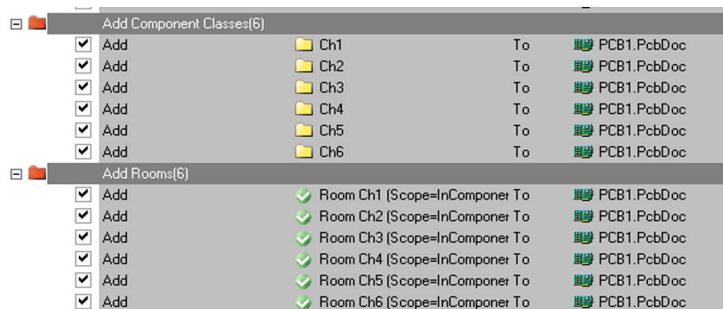 Add Component Classes(6)
Add Ch1 To PCB1.PcbDoc
Add Ch2 To PCB1.PcbDoc
Add Ch3 To PCB1.PcbDoc
Add Ch4 To PCB1.PcbDoc
Add Ch5 To PCB1.PcbDoc
Add Ch6 To PCB1.PcbDoc
Add Rooms(6)
Add Room Ch1 (Scope=InComponer To PCB1.PcbDoc
Add Room Ch2 (Scope=InComponer To PCB1.PcbDoc
Add Room Ch3 (Scope=InComponer To PCB1.PcbDoc
Add Room Ch4 (Scope=InComponer To PCB1.PcbDoc
Add Room Ch5 (Scope=InComponer To PCB1.PcbDoc
Add Room Ch6 (Scope=InComponer To PCB1.PcbDoc